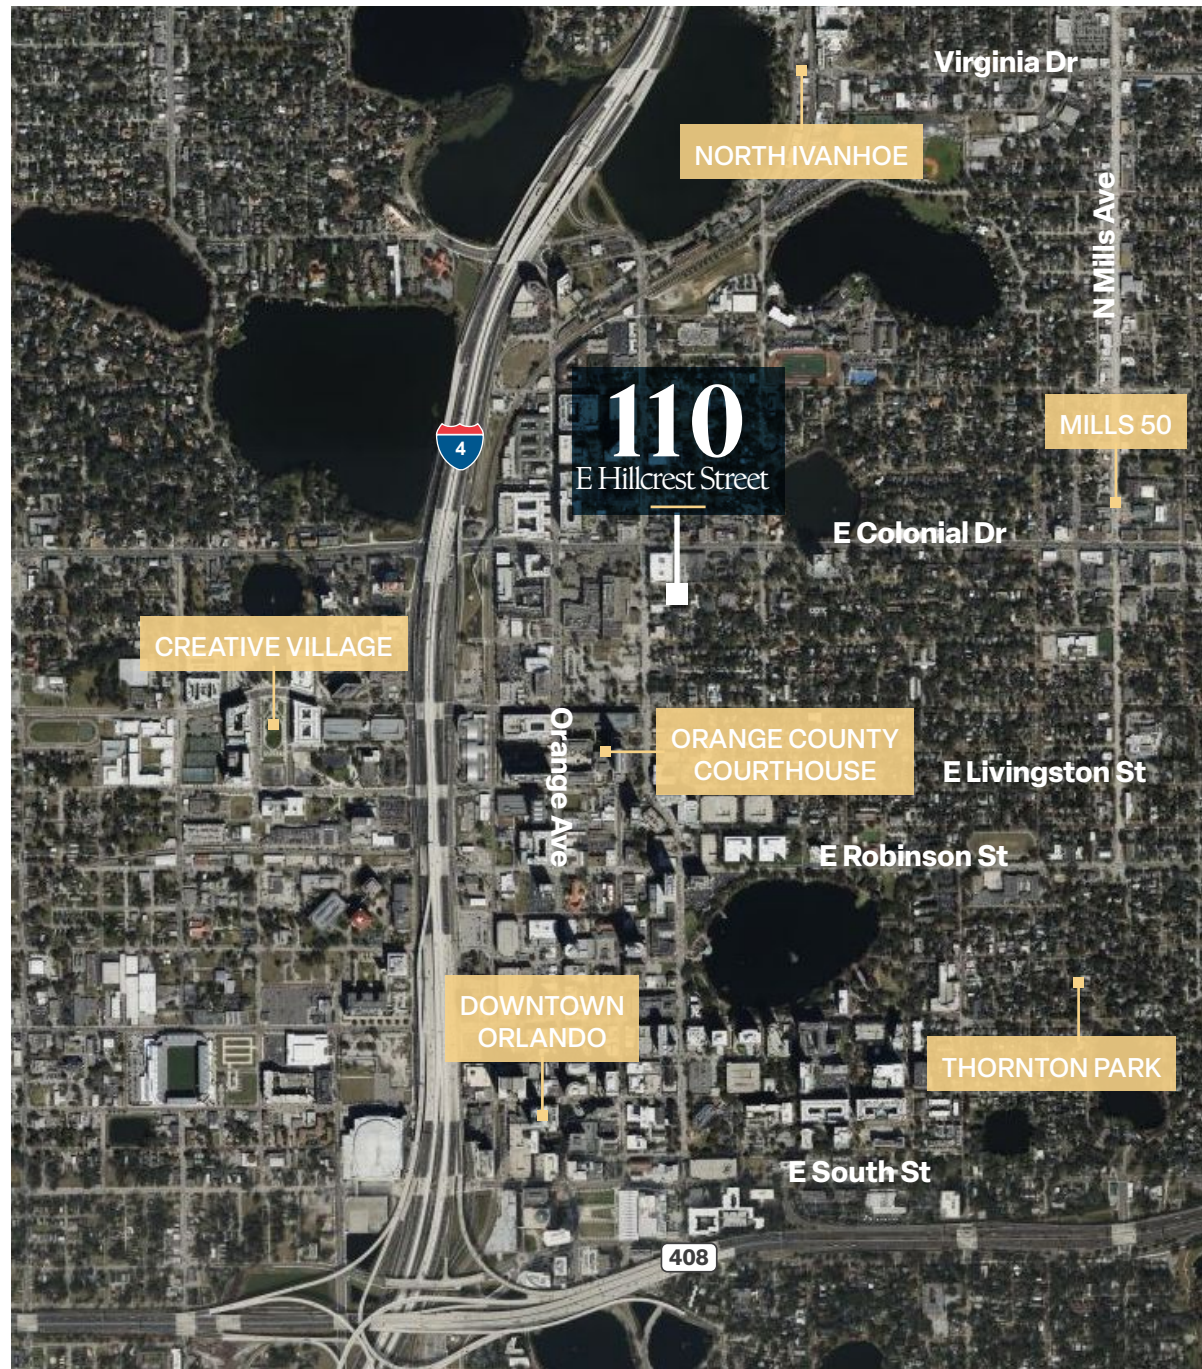 Virginia Dr
NORTH IVANHOE
N Mills Ave
110
E Hillcrest Street
MILLS 50
4
E Colonial Dr
CREATIVE VILLAGE
Orange Ave
ORANGE COUNTY
COURTHOUSE
E Livingston St
E Robinson St
DOWNTOWN
ORLANDO
THORNTON PARK
E South St
408